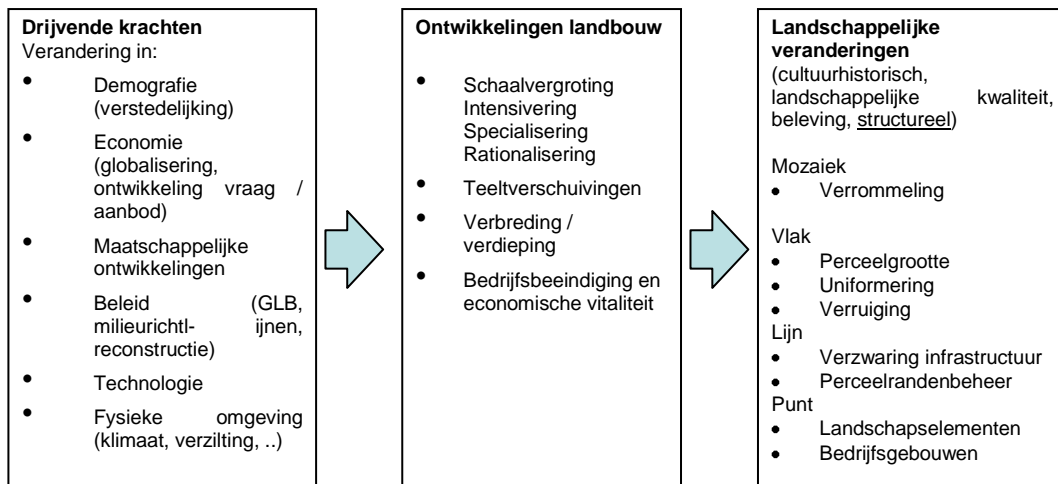 Drijvende krachten
Verandering in:
• Demografie
(verstedelijking)
• Economie
(globalisering,
ontwikkeling vraag /
aanbod)
• Maatschappelijke
ontwikkelingen
• Beleid (GLB,
milieurichtl- ijnen,
reconstructie)
• Technologie
• Fysieke omgeving
(klimaat, verzilting, ..)
Ontwikkelingen landbouw
• Schaalvergroting
Intensivering
Specialisering
Rationalisering
• Teeltverschuivingen
• Verbreding /
verdieping
• Bedrijfsbeeindiging en
economische vitaliteit
Landschappelijke
veranderingen
(cultuurhistorisch,
landschappelijke kwaliteit,
beleving, structureel)
Mozaiek
• Verrommeling
Vlak
• Perceelgrootte
• Uniformering
• Verruiging
Lijn
• Verzwaring infrastructuur
• Perceelrandenbeheer
Punt
• Landschapselementen
• Bedrijfsgebouwen